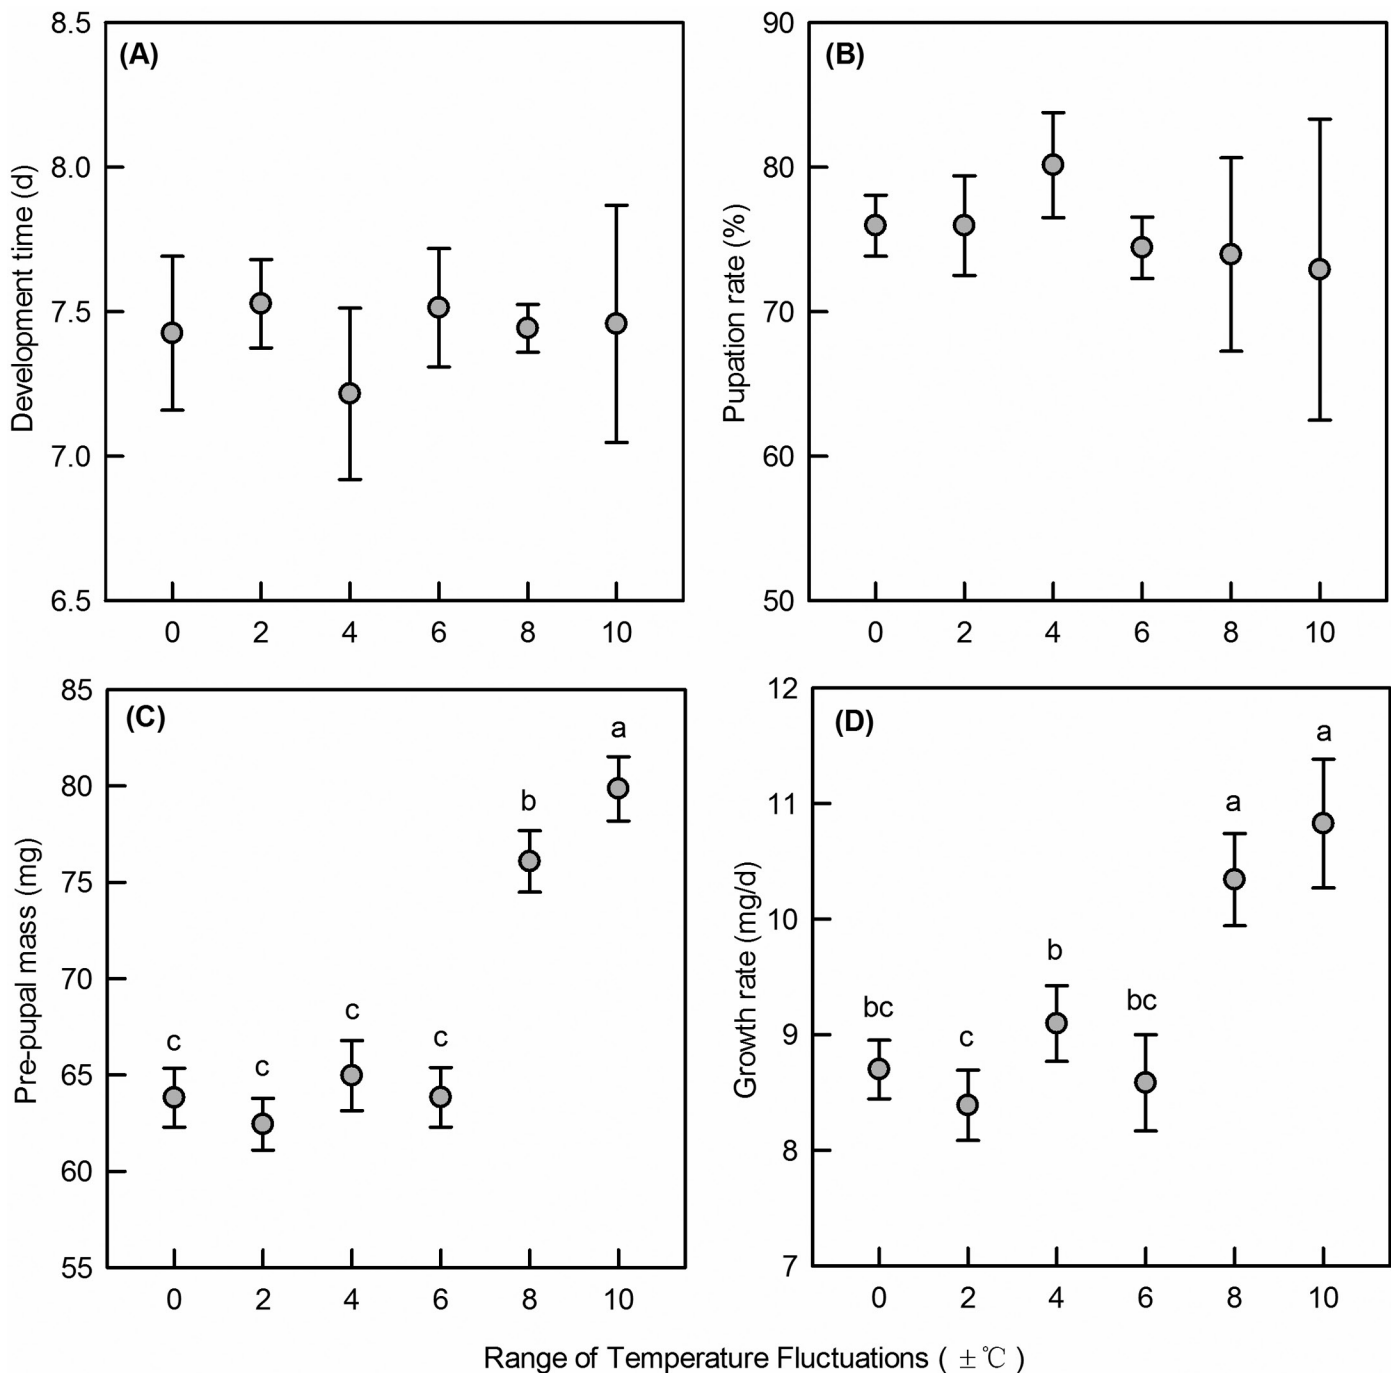 (A)
8.5
8.0
7.5
7.0
6.5
Development time (d)
0 2 4 6 8 10
(B)
90
80
70
60
50
Pupation rate (%)
0 2 4 6 8 10
(C)
85
80
75
70
65
60
55
Pre-pupal mass (mg)
c c c c b a
0 2 4 6 8 10
(D)
12
11
10
9
8
7
Growth rate (mg/d)
bc c b bc a a
0 2 4 6 8 10
Range of Temperature Fluctuations ( ±℃ )